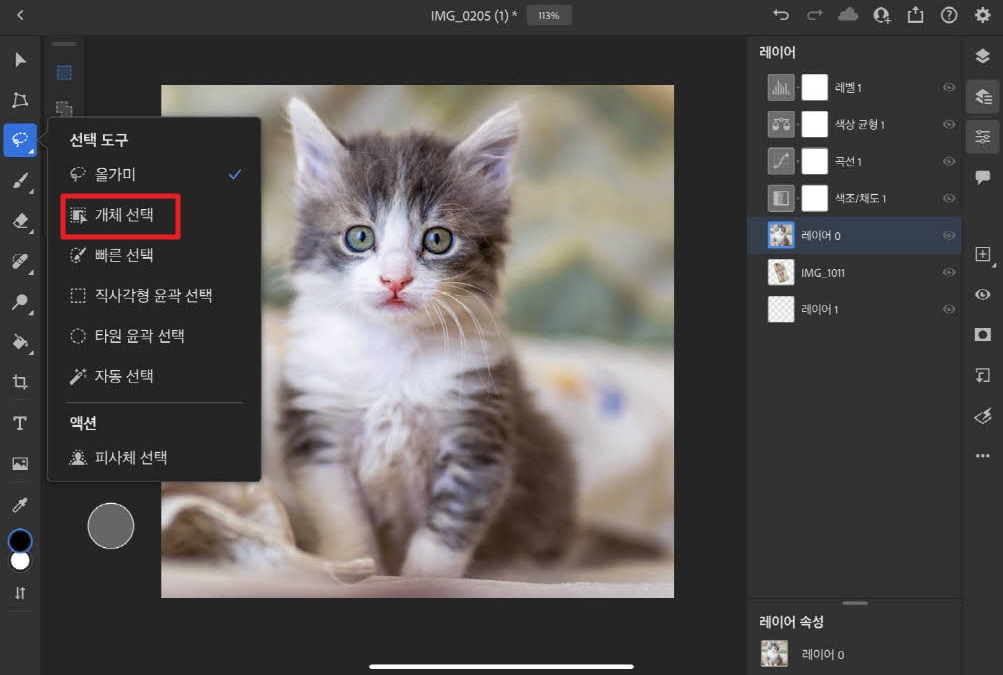 IMG_0205 (1) * 113%
선택 도구
올가미
개체 선택
빠른 선택
직사각형 윤곽 선택
타원 윤곽 선택
자동 선택
액션
피사체 선택
T
레이어
레벨 1
색상 균형 1
곡선 1
색조/채도 1
레이어 0
IMG_1011
레이어 1
레이어 속성
레이어 0